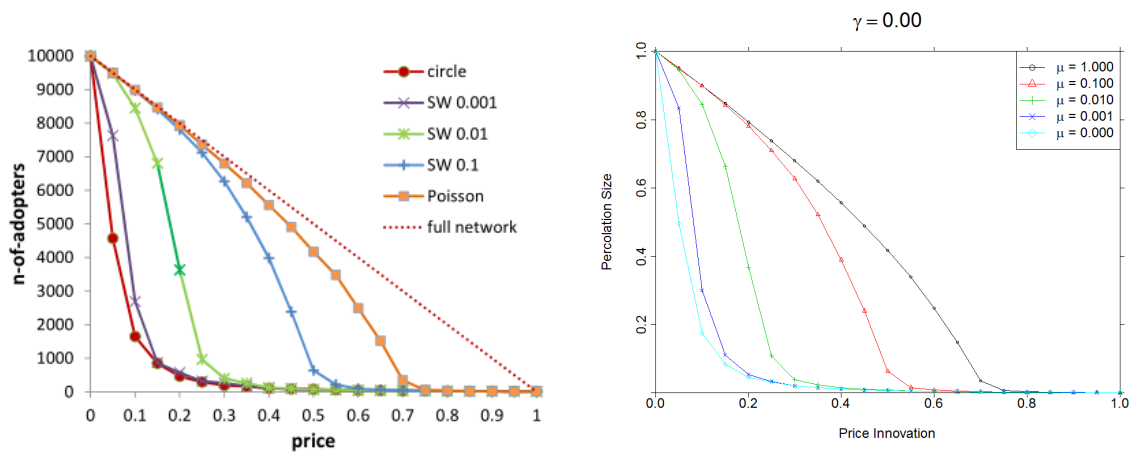 n-of-adopters
10000
9000
8000
7000
6000
5000
4000
3000
2000
1000
0
circle
SW 0.001
SW 0.01
SW 0.1
Poisson
full network
0 0.1 0.2 0.3 0.4 0.5 0.6 0.7 0.8 0.9 1
price
γ = 0.00
Percolation Size
1.0
0.8
0.6
0.4
0.2
μ = 1.000
μ = 0.100
μ = 0.010
μ = 0.001
μ = 0.000
0.0 0.2 0.4 0.6 0.8 1.0
Price Innovation